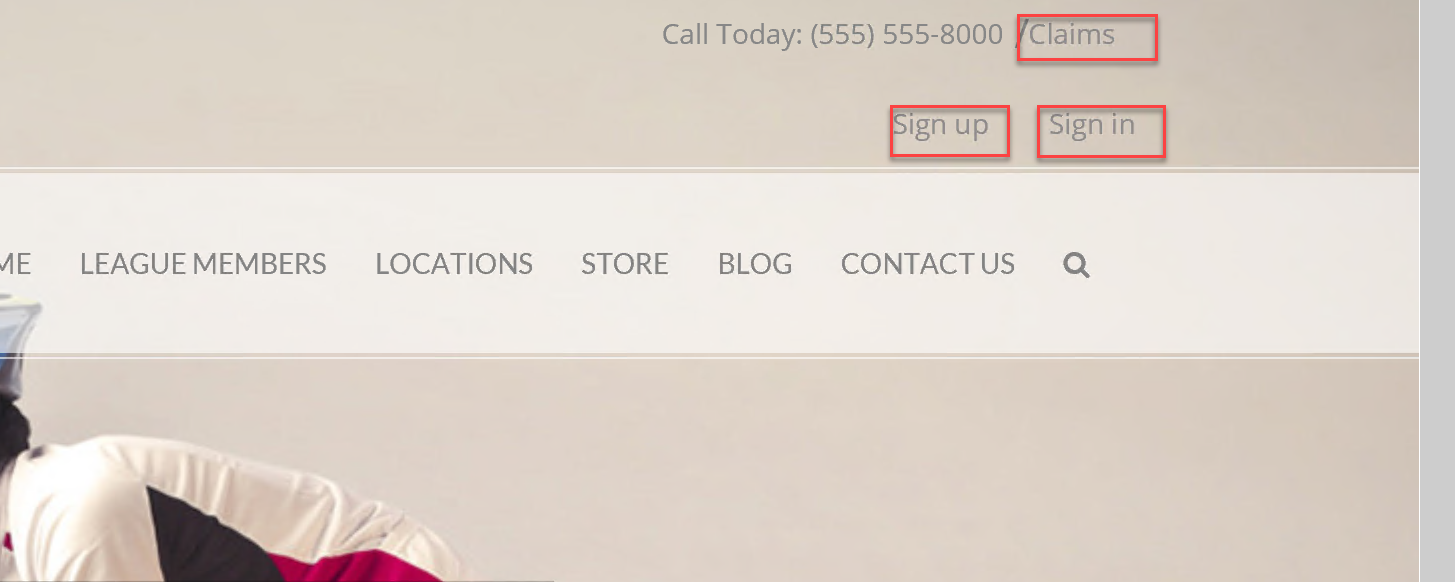 Call Today: (555) 555-8000 /Claims
Sign up Sign in
ME LEAGUE MEMBERS LOCATIONS STORE BLOG CONTACT US